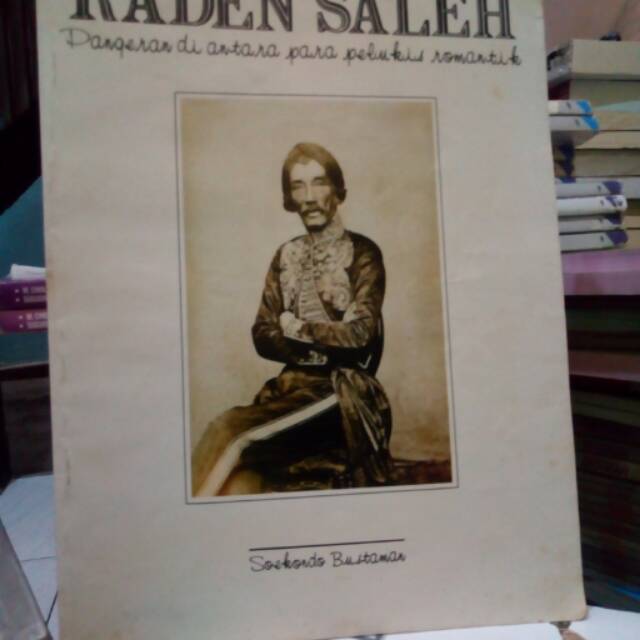 RADEN SALEH
Pangeran di antara para pelukis romantik
Soekondo Bustaman